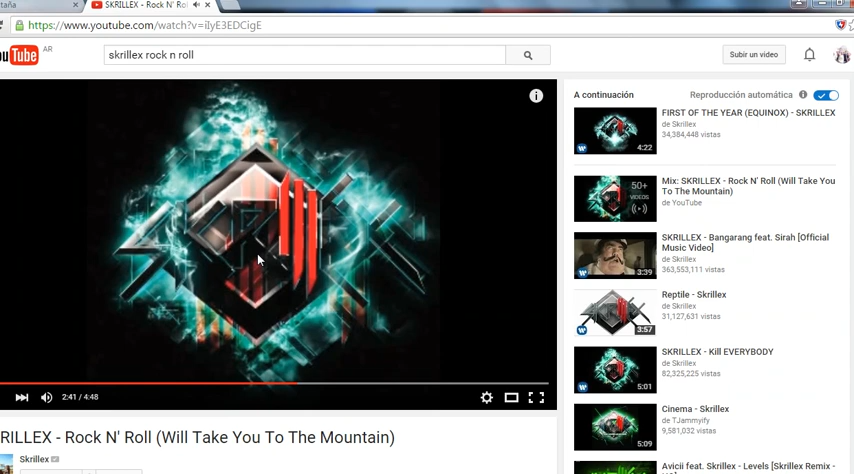 taña
SKRILLEX - Rock N' Rol
https://www.youtube.com/watch?v=ilyE3EDCigE
ouTube AR
skrillex rock n roll
Subir un video
A continuación
Reproducción automática
FIRST OF THE YEAR (EQUINOX) - SKRILLEX
de Skrillex
34,384,448 vistas
4:22
Mix: SKRILLEX - Rock N' Roll (Will Take You
To The Mountain)
de YouTube
50+
VIDEOS
SKRILLEX - Bangarang feat. Sirah [Official
Music Video]
de Skrillex
363,553,111 vistas
3:39
Reptile - Skrillex
de Skrillex
31,127,631 vistas
3:57
SKRILLEX - Kill EVERYBODY
de Skrillex
82,325,225 vistas
5:01
Cinema - Skrillex
de TJammyify
9,581,032 vistas
5:09
Avicii feat. Skrillex - Levels [Skrillex Remix -
2:41 / 4:48
RILLEX - Rock N' Roll (Will Take You To The Mountain)
Skrillex